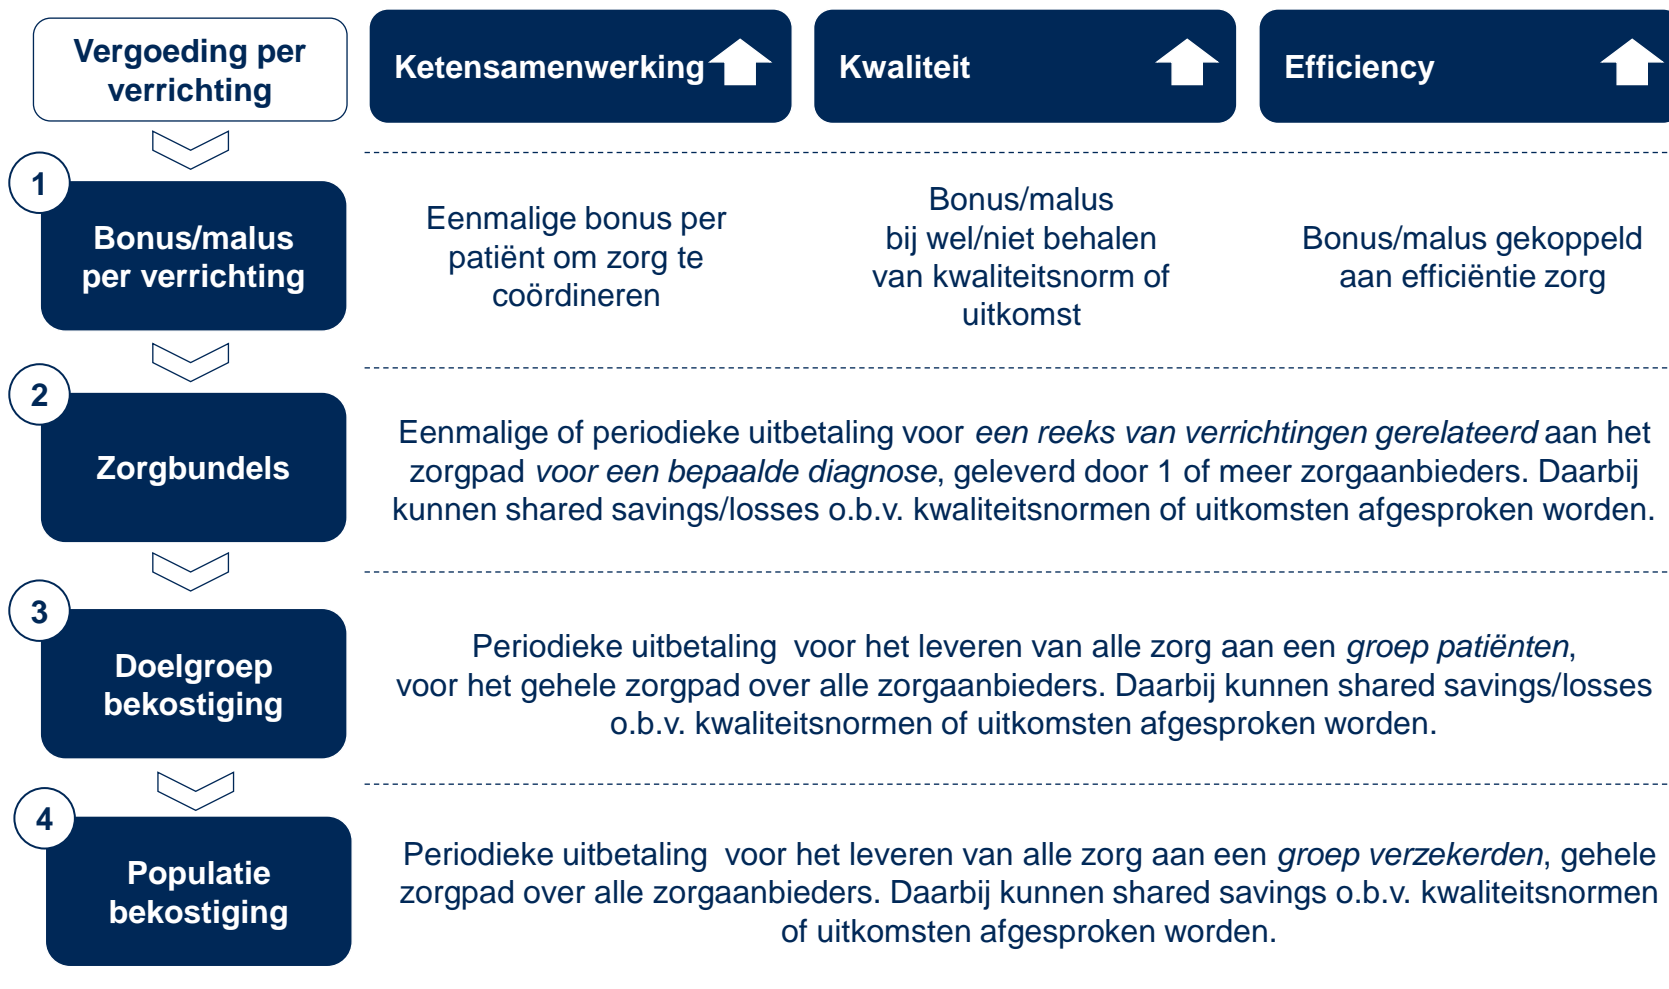 Vergoeding per
verrichting
Ketensamenwerking
Kwaliteit
Efficiency
1
Bonus/malus
per verrichting
Eenmalige bonus per
patiënt om zorg te
coördineren
Bonus/malus
bij wel/niet behalen
van kwaliteitsnorm of
uitkomst
Bonus/malus gekoppeld
aan efficiëntie zorg
2
Zorgbundels
Eenmalige of periodieke uitbetaling voor een reeks van verrichtingen gerelateerd aan het
zorgpad voor een bepaalde diagnose, geleverd door 1 of meer zorgaanbieders. Daarbij
kunnen shared savings/losses o.b.v. kwaliteitsnormen of uitkomsten afgesproken worden.
3
Doelgroep
bekostiging
Periodieke uitbetaling  voor het leveren van alle zorg aan een groep patiënten,
voor het gehele zorgpad over alle zorgaanbieders. Daarbij kunnen shared savings/losses
o.b.v. kwaliteitsnormen of uitkomsten afgesproken worden.
4
Populatie
bekostiging
Periodieke uitbetaling  voor het leveren van alle zorg aan een groep verzekerden, gehele
zorgpad over alle zorgaanbieders. Daarbij kunnen shared savings o.b.v. kwaliteitsnormen
of uitkomsten afgesproken worden.